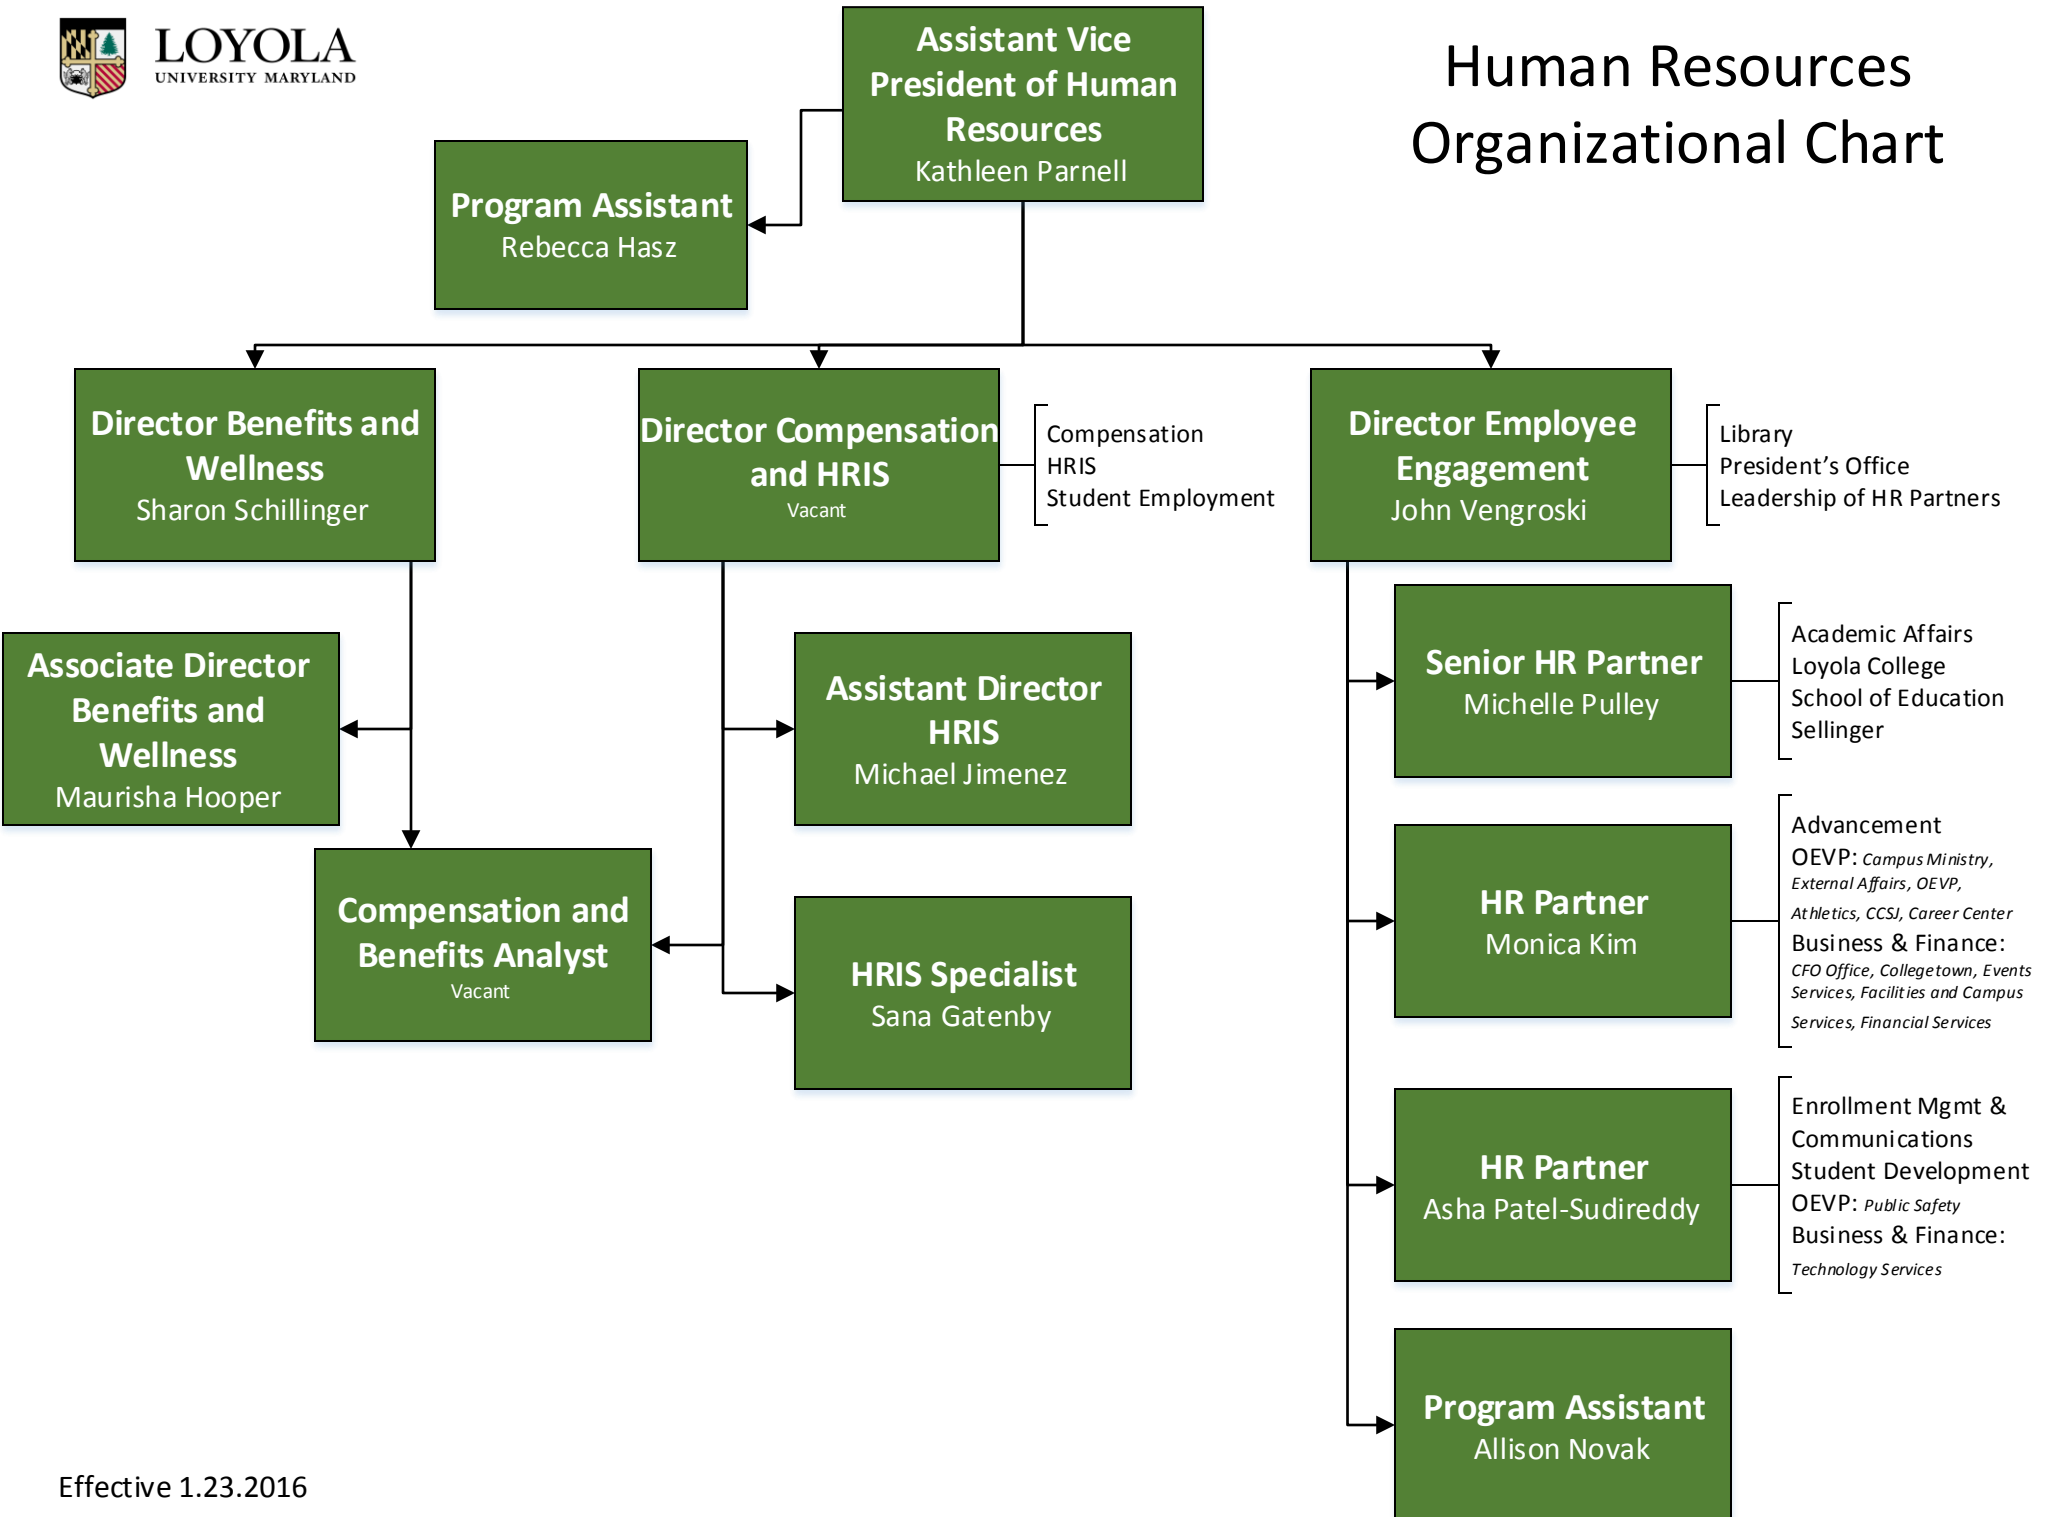 LOYOLA
UNIVERSITY MARYLAND
Human Resources
Organizational Chart
Assistant Vice
President of Human
Resources
Kathleen Parnell
Program Assistant
Rebecca Hasz
Director Benefits and
Wellness
Sharon Schillinger
Director Compensation
and HRIS
Vacant
Compensation
HRIS
Student Employment
Director Employee
Engagement
John Vengroski
Library
President’s Office
Leadership of HR Partners
Associate Director
Benefits and
Wellness
Maurisha Hooper
Compensation and
Benefits Analyst
Vacant
Assistant Director
HRIS
Michael Jimenez
HRIS Specialist
Sana Gatenby
Senior HR Partner
Michelle Pulley
Academic Affairs
Loyola College
School of Education
Sellinger
HR Partner
Monica Kim
Advancement
OEVP: Campus Ministry,
External Affairs, OEVP,
Athletics, CCSJ, Career Center
Business & Finance:
CFO Office, Collegetown, Events
Services, Facilities and Campus
Services, Financial Services
HR Partner
Asha Patel-Sudireddy
Enrollment Mgmt &
Communications
Student Development
OEVP: Public Safety
Business & Finance:
Technology Services
Program Assistant
Allison Novak
Effective 1.23.2016